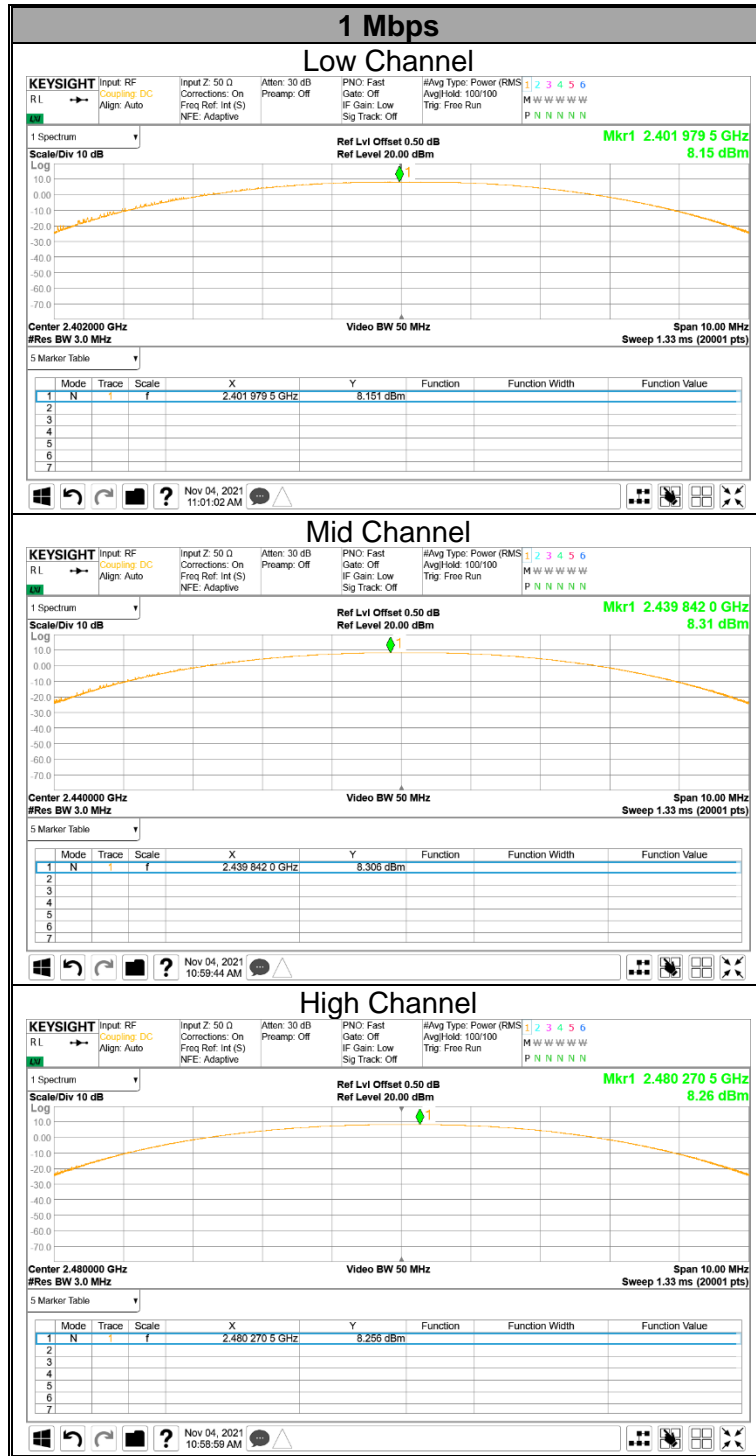 1 Mbps
Low Channel
KEYSIGHT Input: RF Input Z: 50 Ω Atten: 30 dB PNO: Fast #Avg Type: Power (RMS 1 2 3 4 5 6
RL Coupling: DC Corrections: On Preamp: Off Gate: Off Avg|Hold: 100/100 M W W W W W
Align: Auto Freq Ref: Int (S) IF Gain: Low Trig: Free Run
LXI NFE: Adaptive Sig Track: Off P N N N N N
1 Spectrum Ref Lvl Offset 0.50 dB Mkr1 2.401 979 5 GHz
Scale/Div 10 dB Ref Level 20.00 dBm 8.15 dBm
Log
1
10.0
0.00
-10.0
-20.0
-30.0
-40.0
-50.0
-60.0
-70.0
Center 2.402000 GHz Video BW 50 MHz Span 10.00 MHz
#Res BW 3.0 MHz Sweep 1.33 ms (20001 pts)
5 Marker Table
Mode Trace Scale X Y Function Function Width Function Value
1 N 1 f 2.401 979 5 GHz 8.151 dBm
2
3
4
5
6
7
? Nov 04, 2021
11:01:02 AM
Mid Channel
KEYSIGHT Input: RF Input Z: 50 Ω Atten: 30 dB PNO: Fast #Avg Type: Power (RMS 1 2 3 4 5 6
RL Coupling: DC Corrections: On Preamp: Off Gate: Off Avg|Hold: 100/100 M W W W W W
Align: Auto Freq Ref: Int (S) IF Gain: Low Trig: Free Run
LXI NFE: Adaptive Sig Track: Off P N N N N N
1 Spectrum Ref Lvl Offset 0.50 dB Mkr1 2.439 842 0 GHz
Scale/Div 10 dB Ref Level 20.00 dBm 8.31 dBm
Log
1
10.0
0.00
-10.0
-20.0
-30.0
-40.0
-50.0
-60.0
-70.0
Center 2.440000 GHz Video BW 50 MHz Span 10.00 MHz
#Res BW 3.0 MHz Sweep 1.33 ms (20001 pts)
5 Marker Table
Mode Trace Scale X Y Function Function Width Function Value
1 N 1 f 2.439 842 0 GHz 8.306 dBm
2
3
4
5
6
7
? Nov 04, 2021
10:59:44 AM
High Channel
KEYSIGHT Input: RF Input Z: 50 Ω Atten: 30 dB PNO: Fast #Avg Type: Power (RMS 1 2 3 4 5 6
RL Coupling: DC Corrections: On Preamp: Off Gate: Off Avg|Hold: 100/100 M W W W W W
Align: Auto Freq Ref: Int (S) IF Gain: Low Trig: Free Run
LXI NFE: Adaptive Sig Track: Off P N N N N N
1 Spectrum Ref Lvl Offset 0.50 dB Mkr1 2.480 270 5 GHz
Scale/Div 10 dB Ref Level 20.00 dBm 8.26 dBm
Log
1
10.0
0.00
-10.0
-20.0
-30.0
-40.0
-50.0
-60.0
-70.0
Center 2.480000 GHz Video BW 50 MHz Span 10.00 MHz
#Res BW 3.0 MHz Sweep 1.33 ms (20001 pts)
5 Marker Table
Mode Trace Scale X Y Function Function Width Function Value
1 N 1 f 2.480 270 5 GHz 8.256 dBm
2
3
4
5
6
7
? Nov 04, 2021
10:58:59 AM